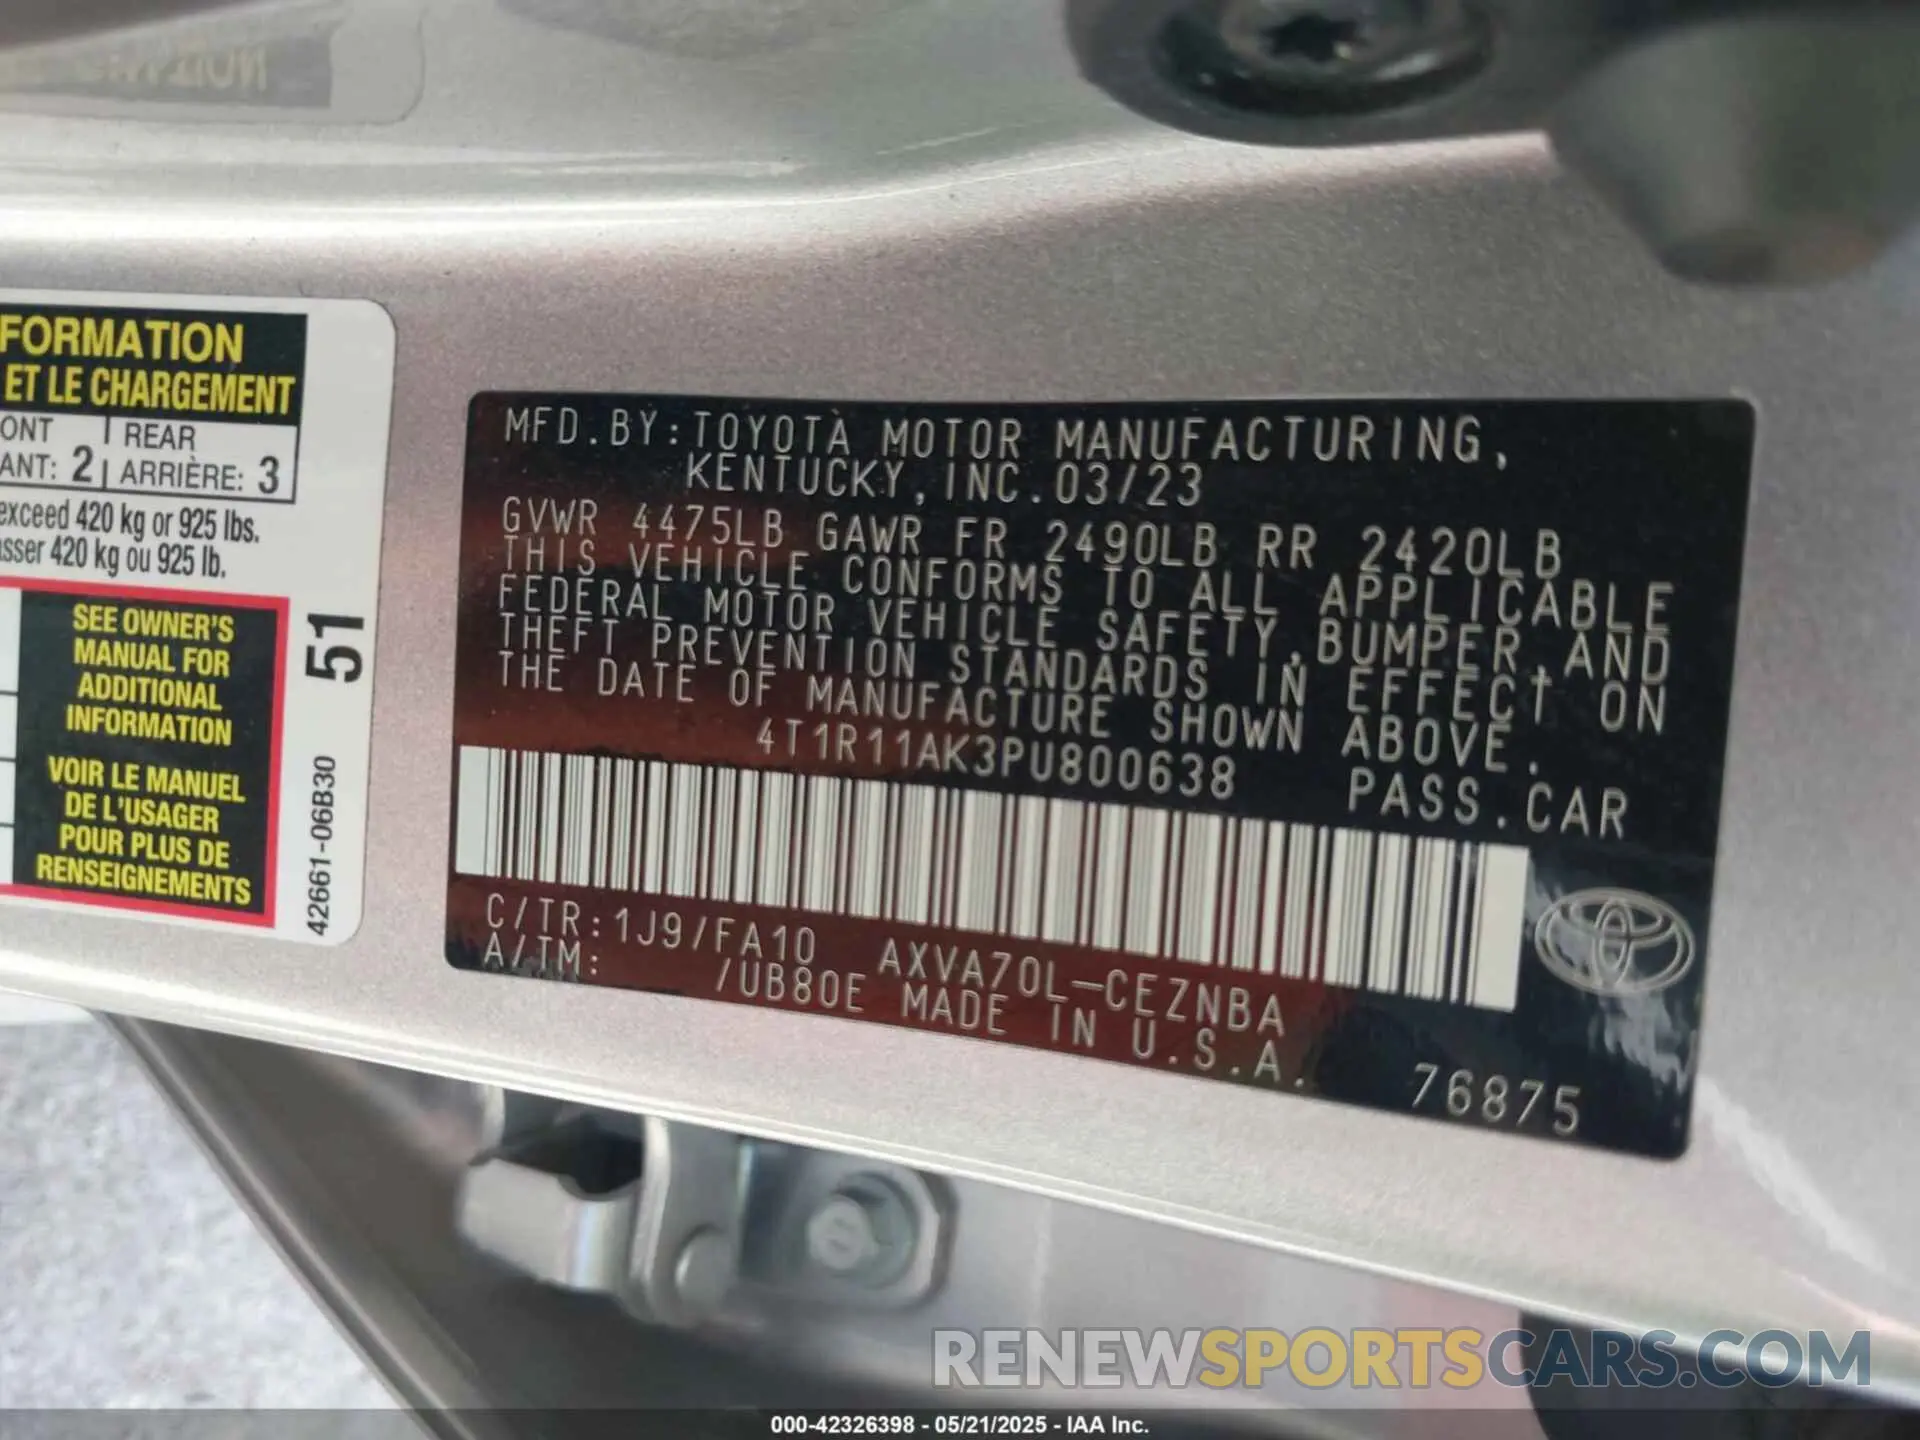 FORMATION
ET LE CHARGEMENT
ONT | REAR
ANT: 2 | ARRIÈRE: 3
exceed 420 kg or 925 lbs.
sser 420 kg ou 925 lb.
SEE OWNER'S
MANUAL FOR
ADDITIONAL
INFORMATION
VOIR LE MANUEL
DE L'USAGER
POUR PLUS DE
RENSEIGNEMENTS
51
42661-06B30
MFD.BY:TOYOTA MOTOR MANUFACTURING,
KENTUCKY,INC.03/23
GVWR 4475LB GAWR FR 2490LB RR 2420LB
THIS VEHICLE CONFORMS TO ALL APPLICABLE
FEDERAL MOTOR VEHICLE SAFETY,BUMPER,AND
THEFT PREVENTION STANDARDS IN EFFECT ON
THE DATE OF MANUFACTURE SHOWN ABOVE.
4T1R11AK3PU800638 PASS.CAR
C/TR:1J9/FA10 AXVA70L-CEZNBA
A/TM: /UB80E MADE IN U.S.A.
76875
RENEWSPORTSCARS.COM
000-42326398 - 05/21/2025 - IAA Inc.